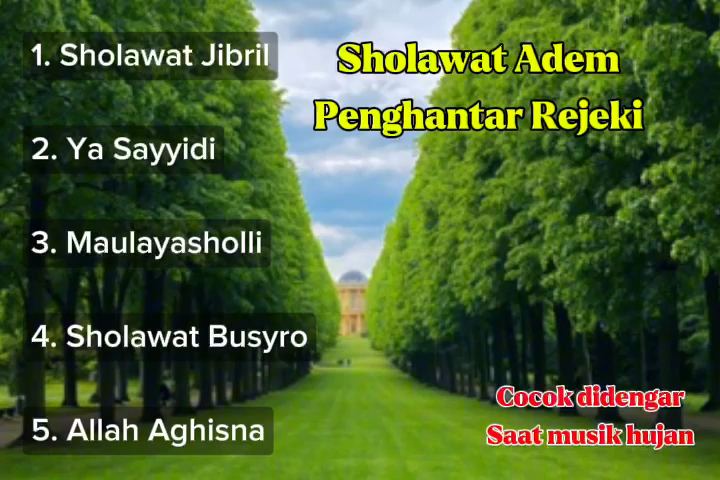 Sholawat Adem
Penghantar Rejeki
1. Sholawat Jibril
2. Ya Sayyidi
3. Maulayasholli
4. Sholawat Busyro
5. Allah Aghisna
Cocok didengar
Saat musik hujan